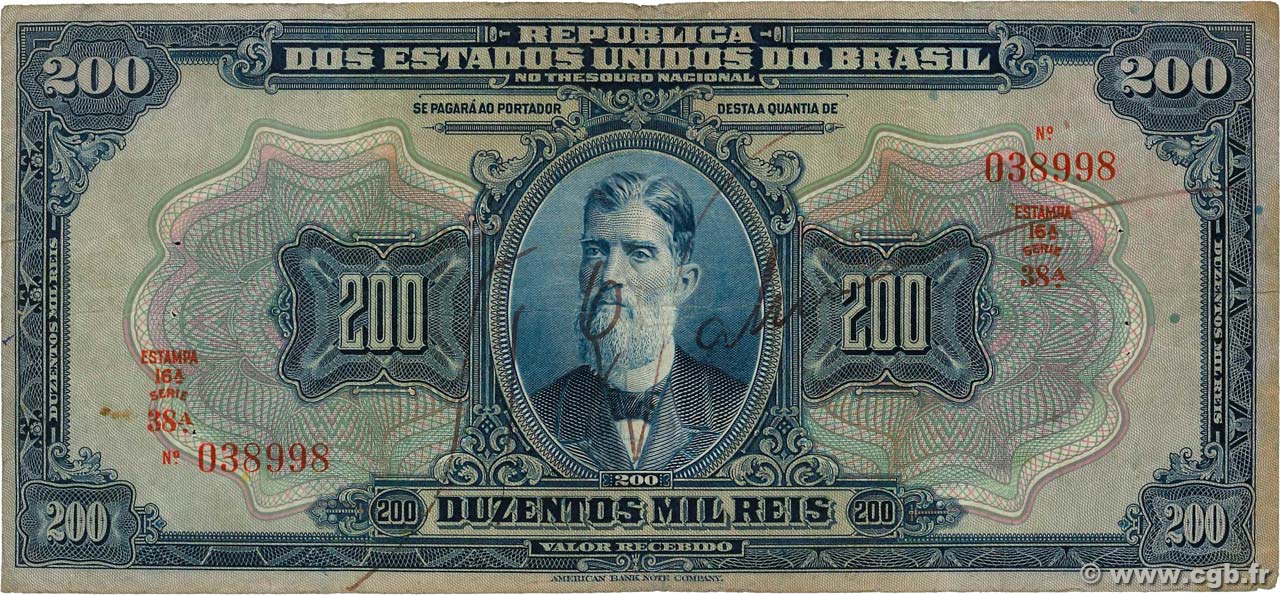 REPUBLICA
200 DOS ESTADOS UNIDOS DO BRASIL 200
NO THESOURO NACIONAL
SE PAGARÁ AO PORTADOR DESTA A QUANTIA DE
Nº
038998
ESTAMPA
16A
SERIE
38A.
DUZENTOS MIL REIS
DUZENTOS MIL REIS
200 200
ESTAMPA
16A
SERIE
38A.
Nº 038998
200
200 DUZENTOS MIL REIS 200
200 200
VALOR RECEBIDO
AMERICAN BANK NOTE COMPANY.
© www.cgb.fr